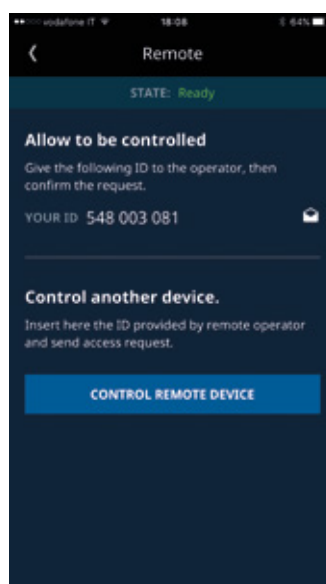 vodafone IT 18:08 64%
Remote
STATE: Ready
Allow to be controlled
Give the following ID to the operator, then
confirm the request.
YOUR ID 548 003 081
Control another device.
Insert here the ID provided by remote operator
and send access request.
CONTROL REMOTE DEVICE